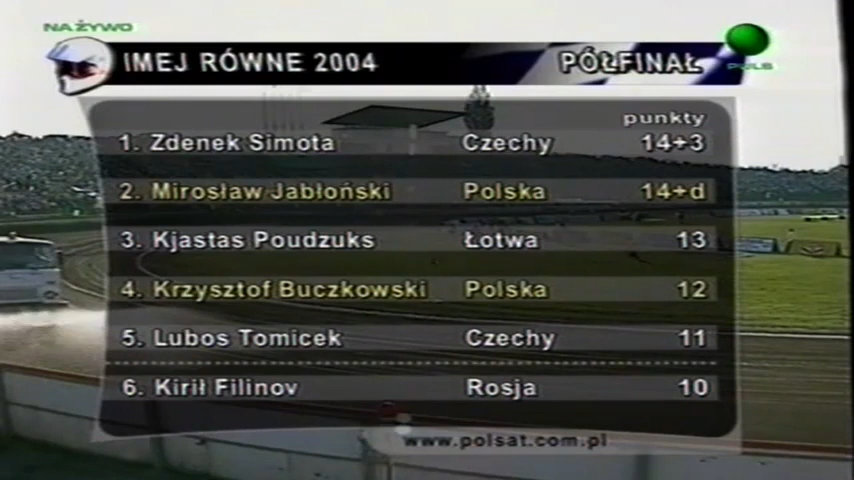 NA ŻYWO
IMEJ RÓWNE 2004 PÓŁFINAŁ
PULS
punkty
1. Zdenek Simota Czechy 14+3
2. Mirosław Jabłoński Polska 14+d
3. Kjastas Poudzuks Łotwa 13
4. Krzysztof Buczkowski Polska 12
5. Lubos Tomicek Czechy 11
6. Kirił Filinov Rosja 10
www.polsat.com.pl